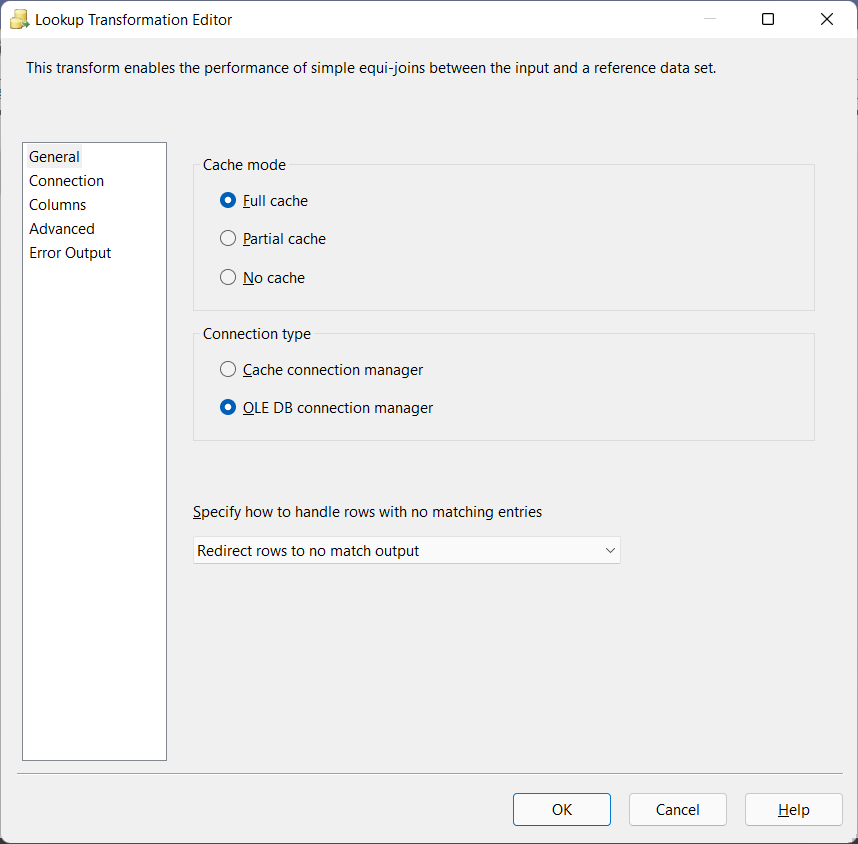 Lookup Transformation Editor
This transform enables the performance of simple equi-joins between the input and a reference data set.
General
Connection
Columns
Advanced
Error Output
Cache mode
Full cache
Partial cache
No cache
Connection type
Cache connection manager
OLE DB connection manager
Specify how to handle rows with no matching entries
Redirect rows to no match output
OK
Cancel
Help